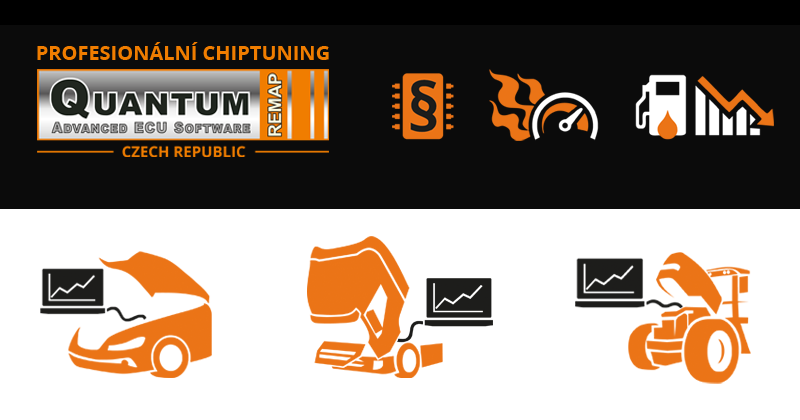 PROFESIONÁLNÍ CHIPTUNING
QUANTUM
ADVANCED ECU SOFTWARE
REMAP
CZECH REPUBLIC
§